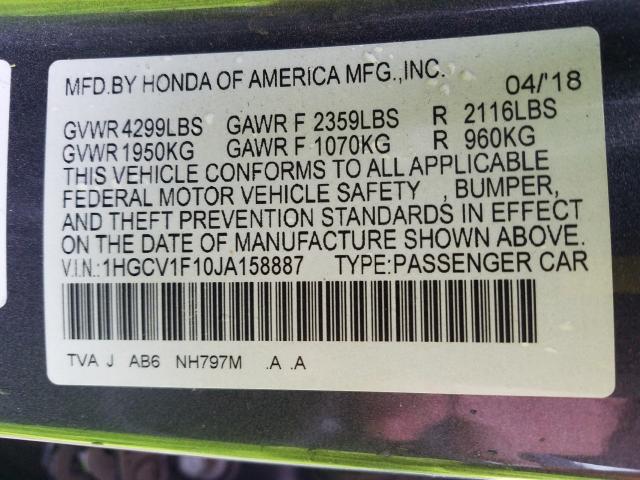 MFD.BY HONDA OF AMERICA MFG.,INC. 04/'18
GVWR 4299LBS GAWR F 2359LBS R 2116LBS
GVWR 1950KG GAWR F 1070KG R 960KG
THIS VEHICLE CONFORMS TO ALL APPLICABLE
FEDERAL MOTOR VEHICLE SAFETY , BUMPER,
AND THEFT PREVENTION STANDARDS IN EFFECT
ON THE DATE OF MANUFACTURE SHOWN ABOVE.
V.I.N.:1HGCV1F10JA158887 TYPE:PASSENGER CAR
TVA J AB6 NH797M .A .A